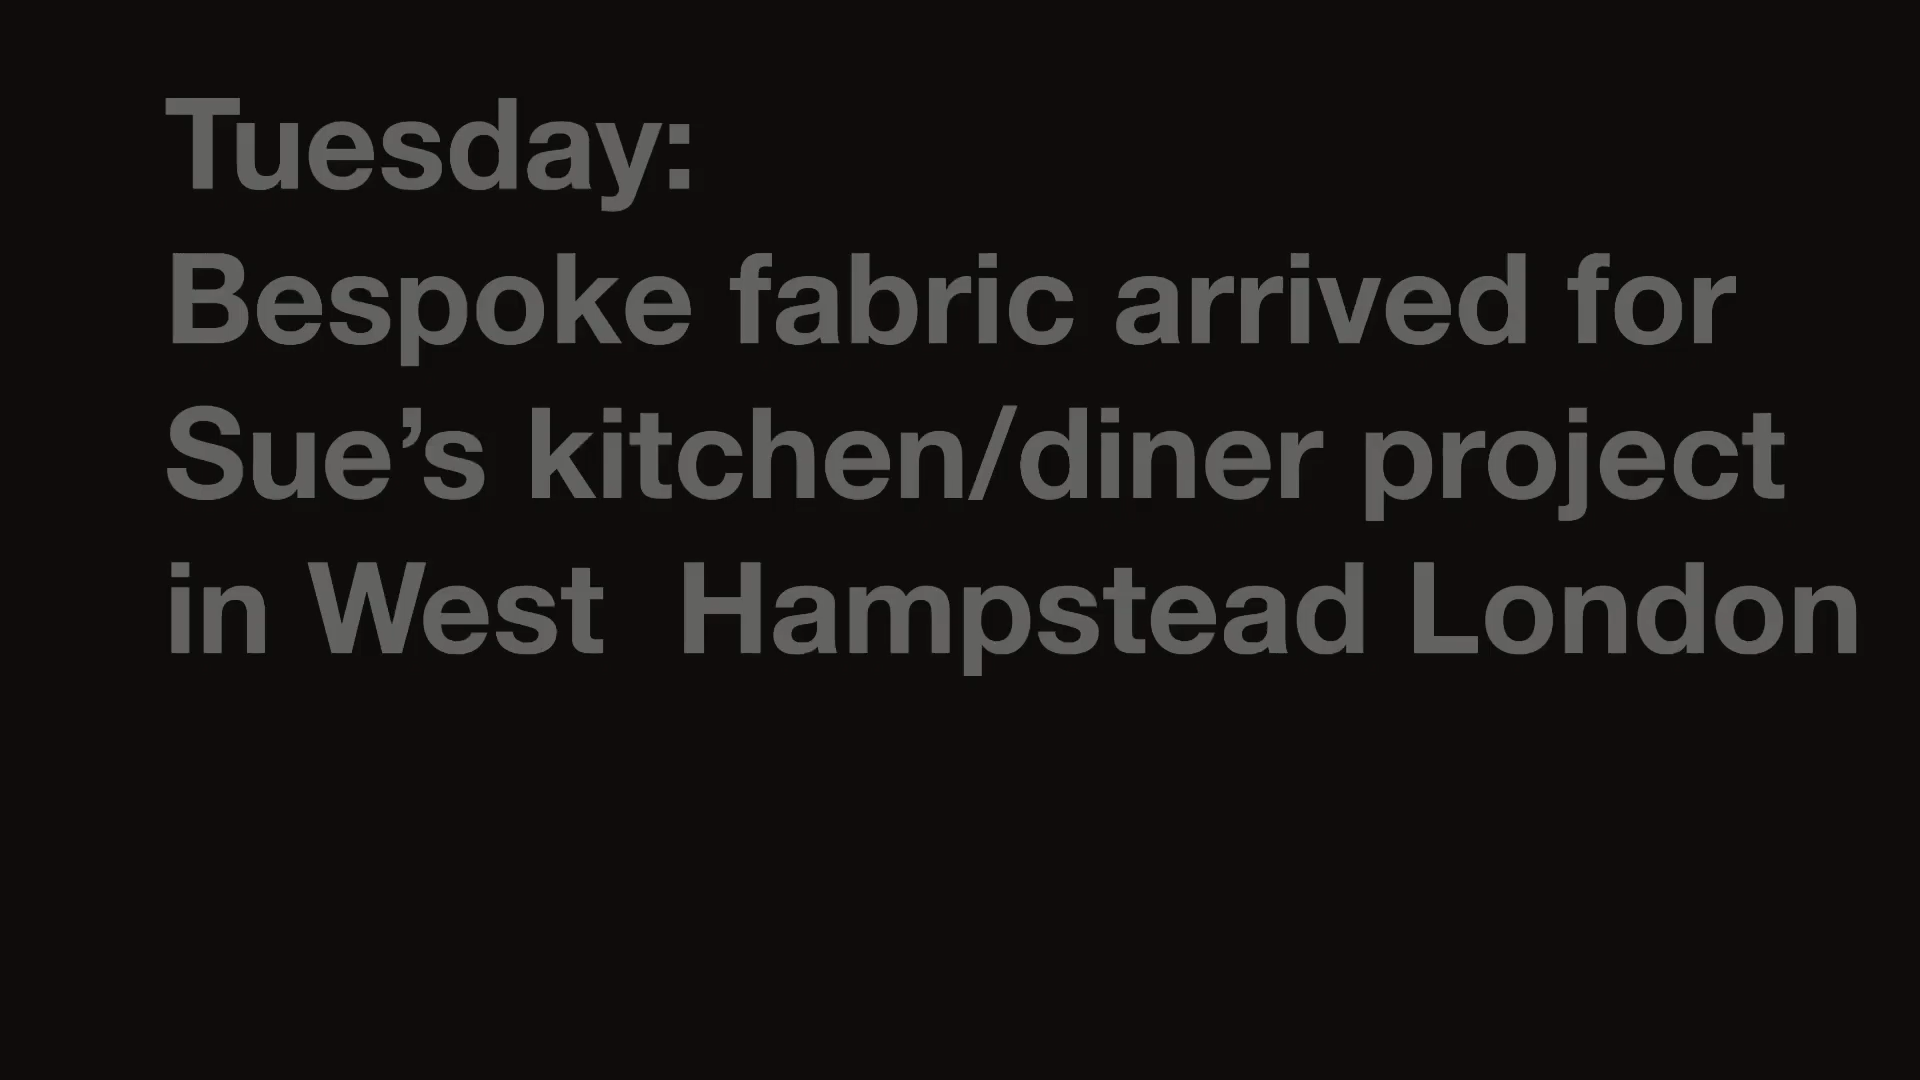 Tuesday:
Bespoke fabric arrived for
Sue’s kitchen/diner project
in West  Hampstead London